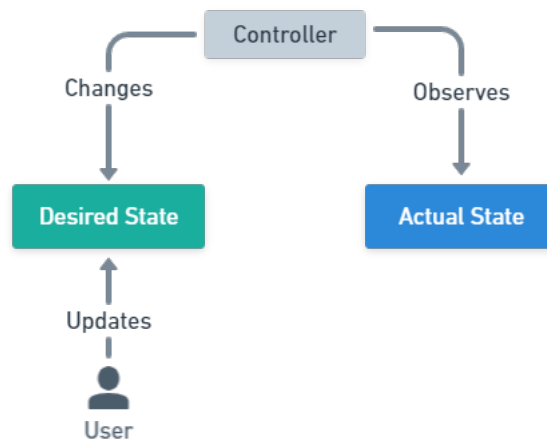 Controller
Changes
Observes
Desired State
Actual State
Updates
User